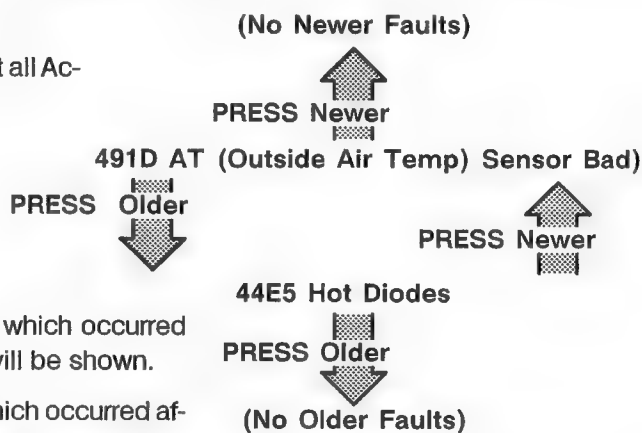 (No Newer Faults)
t all Ac-
PRESS Newer
491D AT (Outside Air Temp) Sensor Bad)
PRESS Older
PRESS Newer
44E5 Hot Diodes
which occurred
vill be shown.
PRESS Older
hich occurred af-
(No Older Faults)